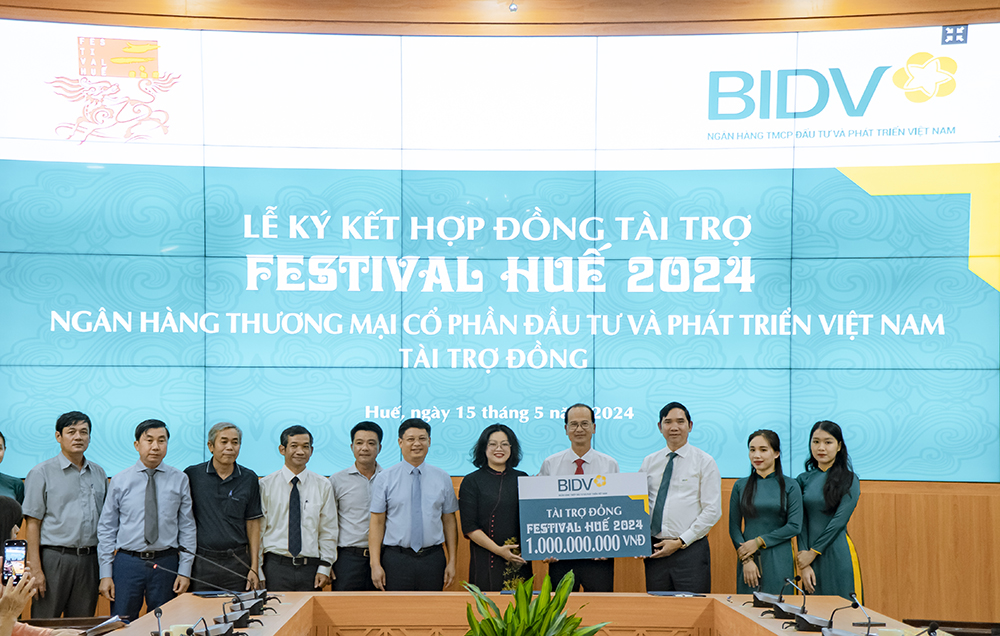 BIDV
NGÂN HÀNG TMCP ĐẦU TƯ VÀ PHÁT TRIỂN VIỆT NAM
LỄ KÝ KẾT HỢP ĐỒNG TÀI TRỢ
FESTIVAL HUẾ 2024
NGÂN HÀNG THƯƠNG MẠI CỔ PHẦN ĐẦU TƯ VÀ PHÁT TRIỂN VIỆT NAM
TÀI TRỢ ĐỒNG
Huế, ngày 15 tháng 5 2024
BIDV
TÀI TRỢ ĐỒNG
FESTIVAL HUẾ 2024
1.000.000.000 VNĐ